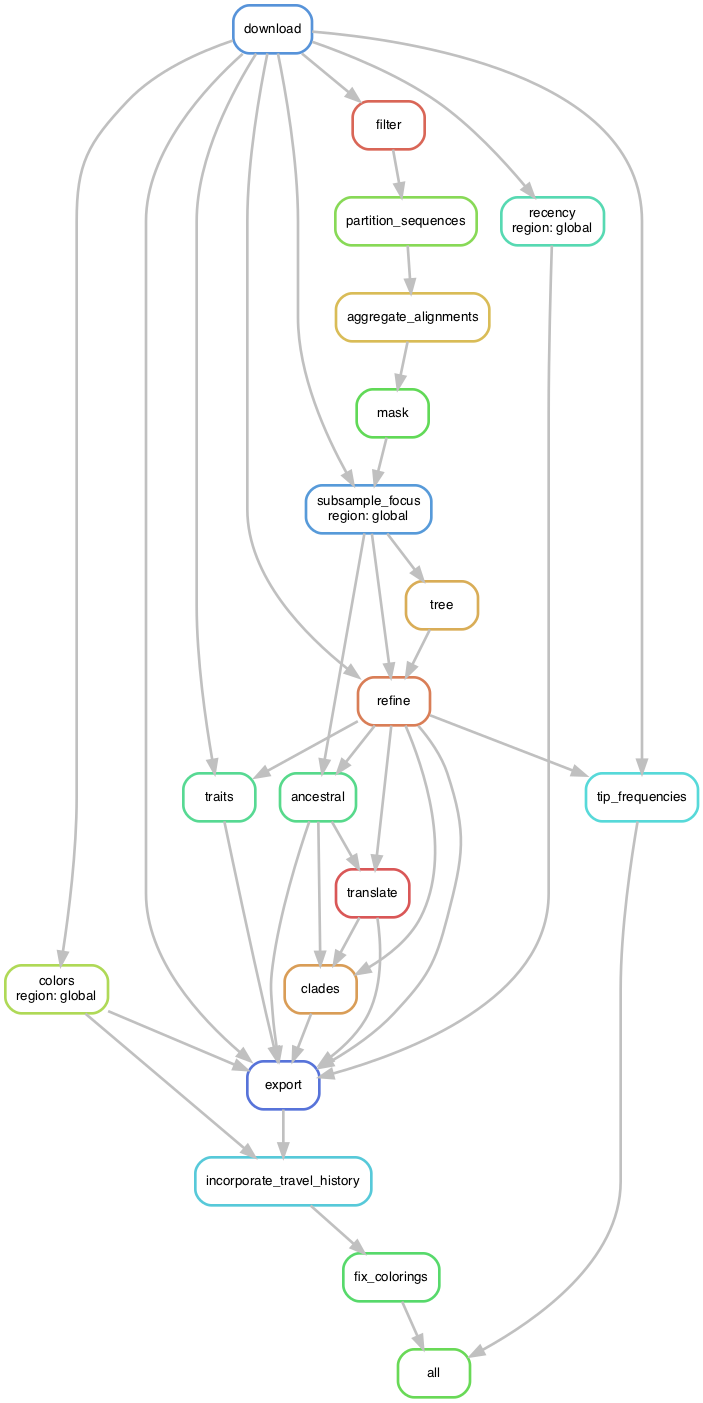 download
filter
partition_sequences
recency
region: global
aggregate_alignments
mask
subsample_focus
region: global
tree
refine
traits
ancestral
tip_frequencies
translate
colors
region: global
clades
export
incorporate_travel_history
fix_colorings
all